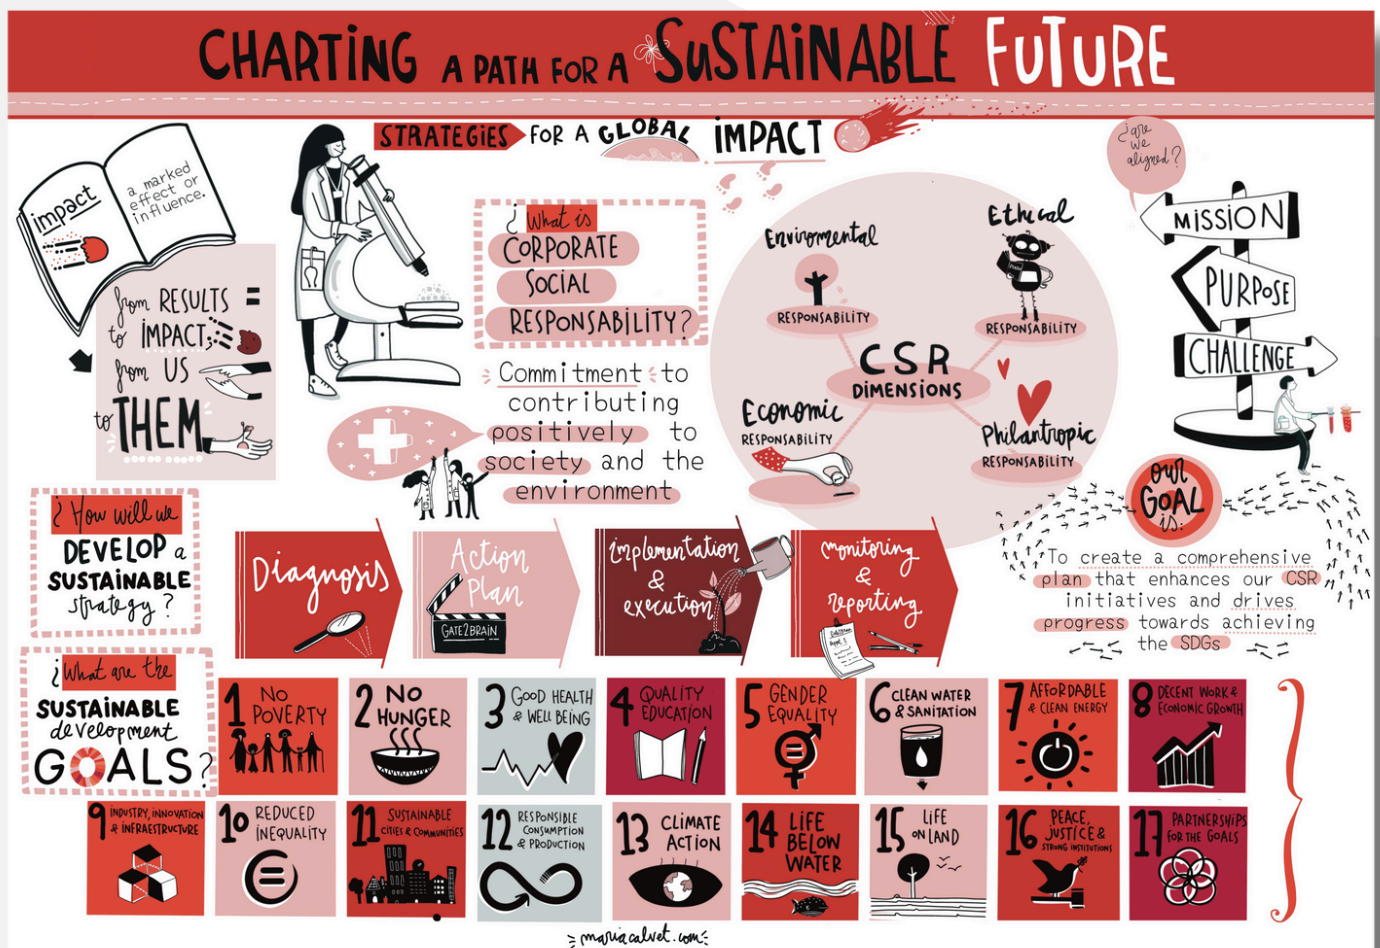 CHARTING A PATH FOR A SUSTAINABLE FUTURE
STRATEGIES FOR A GLOBAL IMPACT
impact
a marked
effect or
influence.
from RESULTS
to IMPACT,
from US
to THEM
¿What is
CORPORATE
SOCIAL
RESPONSABILITY?
Commitment to
contributing
positively to
society and the
environment
CSR
DIMENSIONS
Enviromental
RESPONSABILITY
Ethical
RESPONSABILITY
Economic
RESPONSABILITY
Philantropic
RESPONSABILITY
¿are
we
aligned?
MISSION
PURPOSE
CHALLENGE
our
GOAL
is:
To create a comprehensive
plan that enhances our CSR
initiatives and drives
progress towards achieving
the SDGs
¿How will we
DEVELOP a
SUSTAINABLE
strategy?
Diagnosis
Action
Plan
GATE2BRAIN
implementation
&
execution
monitoring
&
reporting
¿What are the
SUSTAINABLE
development
GOALS?
1 NO
POVERTY
2 NO
HUNGER
3 GOOD HEALTH
& WELL BEING
4 QUALITY
EDUCATION
5 GENDER
EQUALITY
6 CLEAN WATER
& SANITATION
7 AFFORDABLE
& CLEAN ENERGY
8 DECENT WORK &
ECONOMIC GROWTH
9 INDUSTRY, INNOVATION
& INFRAESTRUCTURE
10 REDUCED
INEQUALITY
11 SUSTAINABLE
CITIES & COMMUNITIES
12 RESPONSIBLE
CONSUMPTION
& PRODUCTION
13 CLIMATE
ACTION
14 LIFE
BELOW
WATER
15 LIFE
ON LAND
16 PEACE,
JUSTICE &
STRONG INSTITUTIONS
17 PARTNERSHIPS
FOR THE GOALS
mariacalvet.com